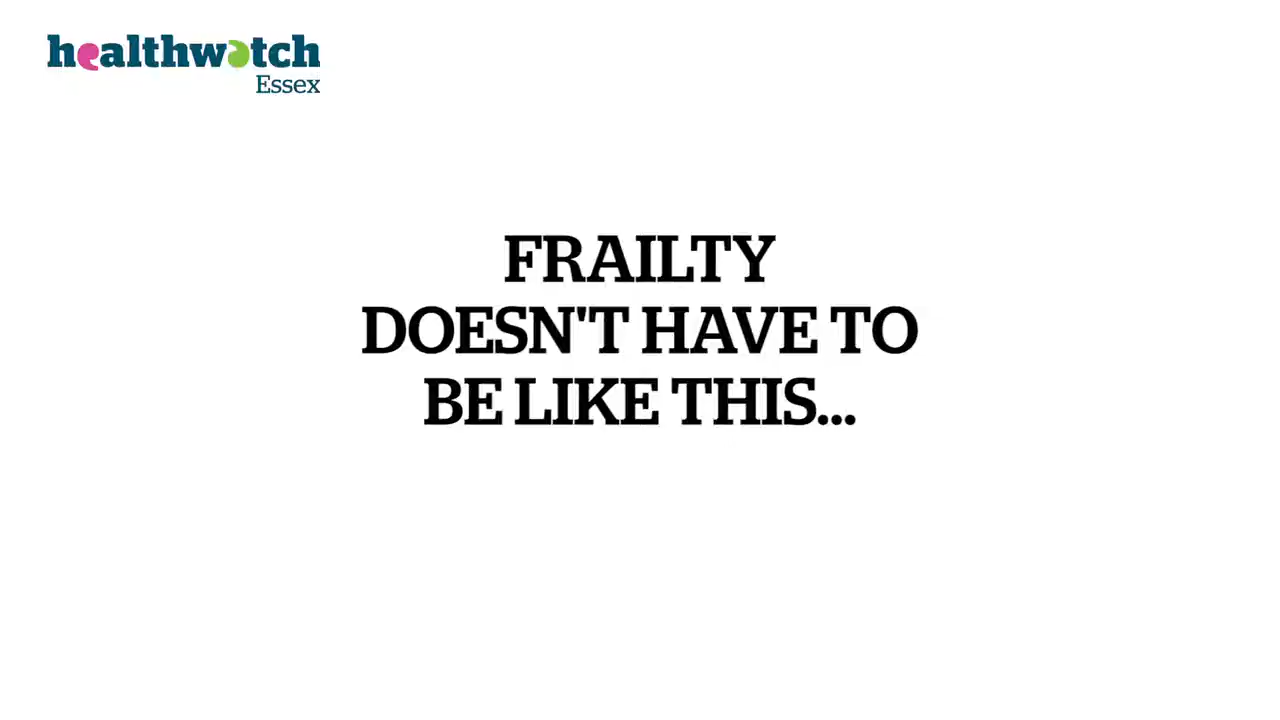 healthwatch
Essex
FRAILTY
DOESN'T HAVE TO
BE LIKE THIS...